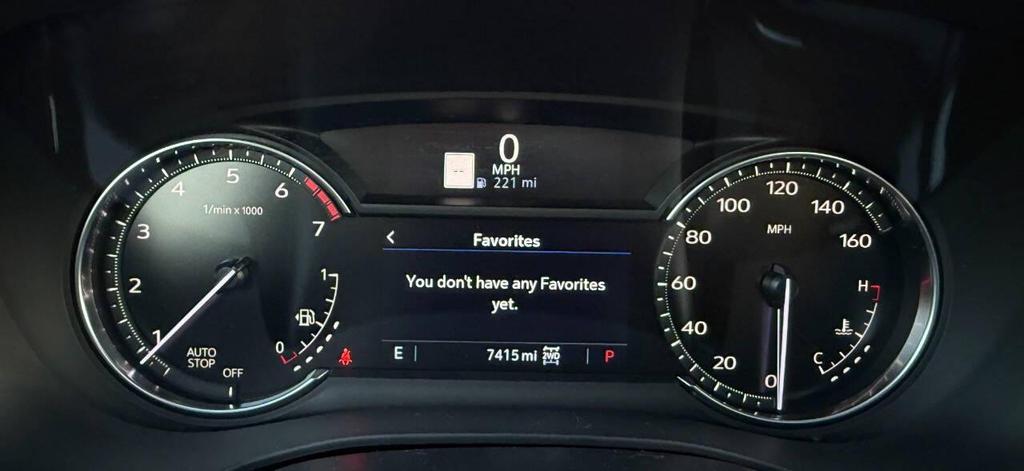 0
MPH
--
221 mi
Favorites
You don't have any Favorites
yet.
E
7415 mi
2WD
P
1
2
3
4
5
6
7
1/min x 1000
AUTO
STOP
OFF
1
0
0
20
40
60
80
100
120
140
160
MPH
H
C